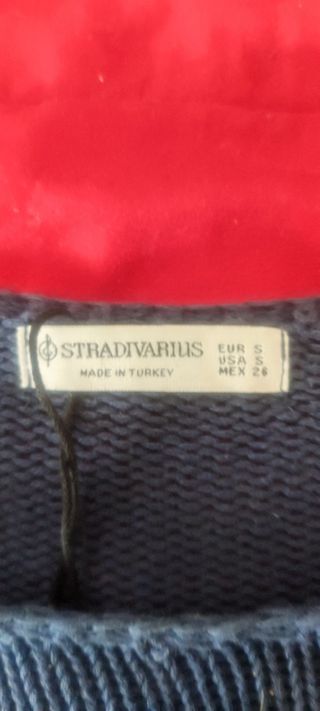 STRADIVARIUS
MADE IN TURKEY
EUR S
USA S
MEX 26